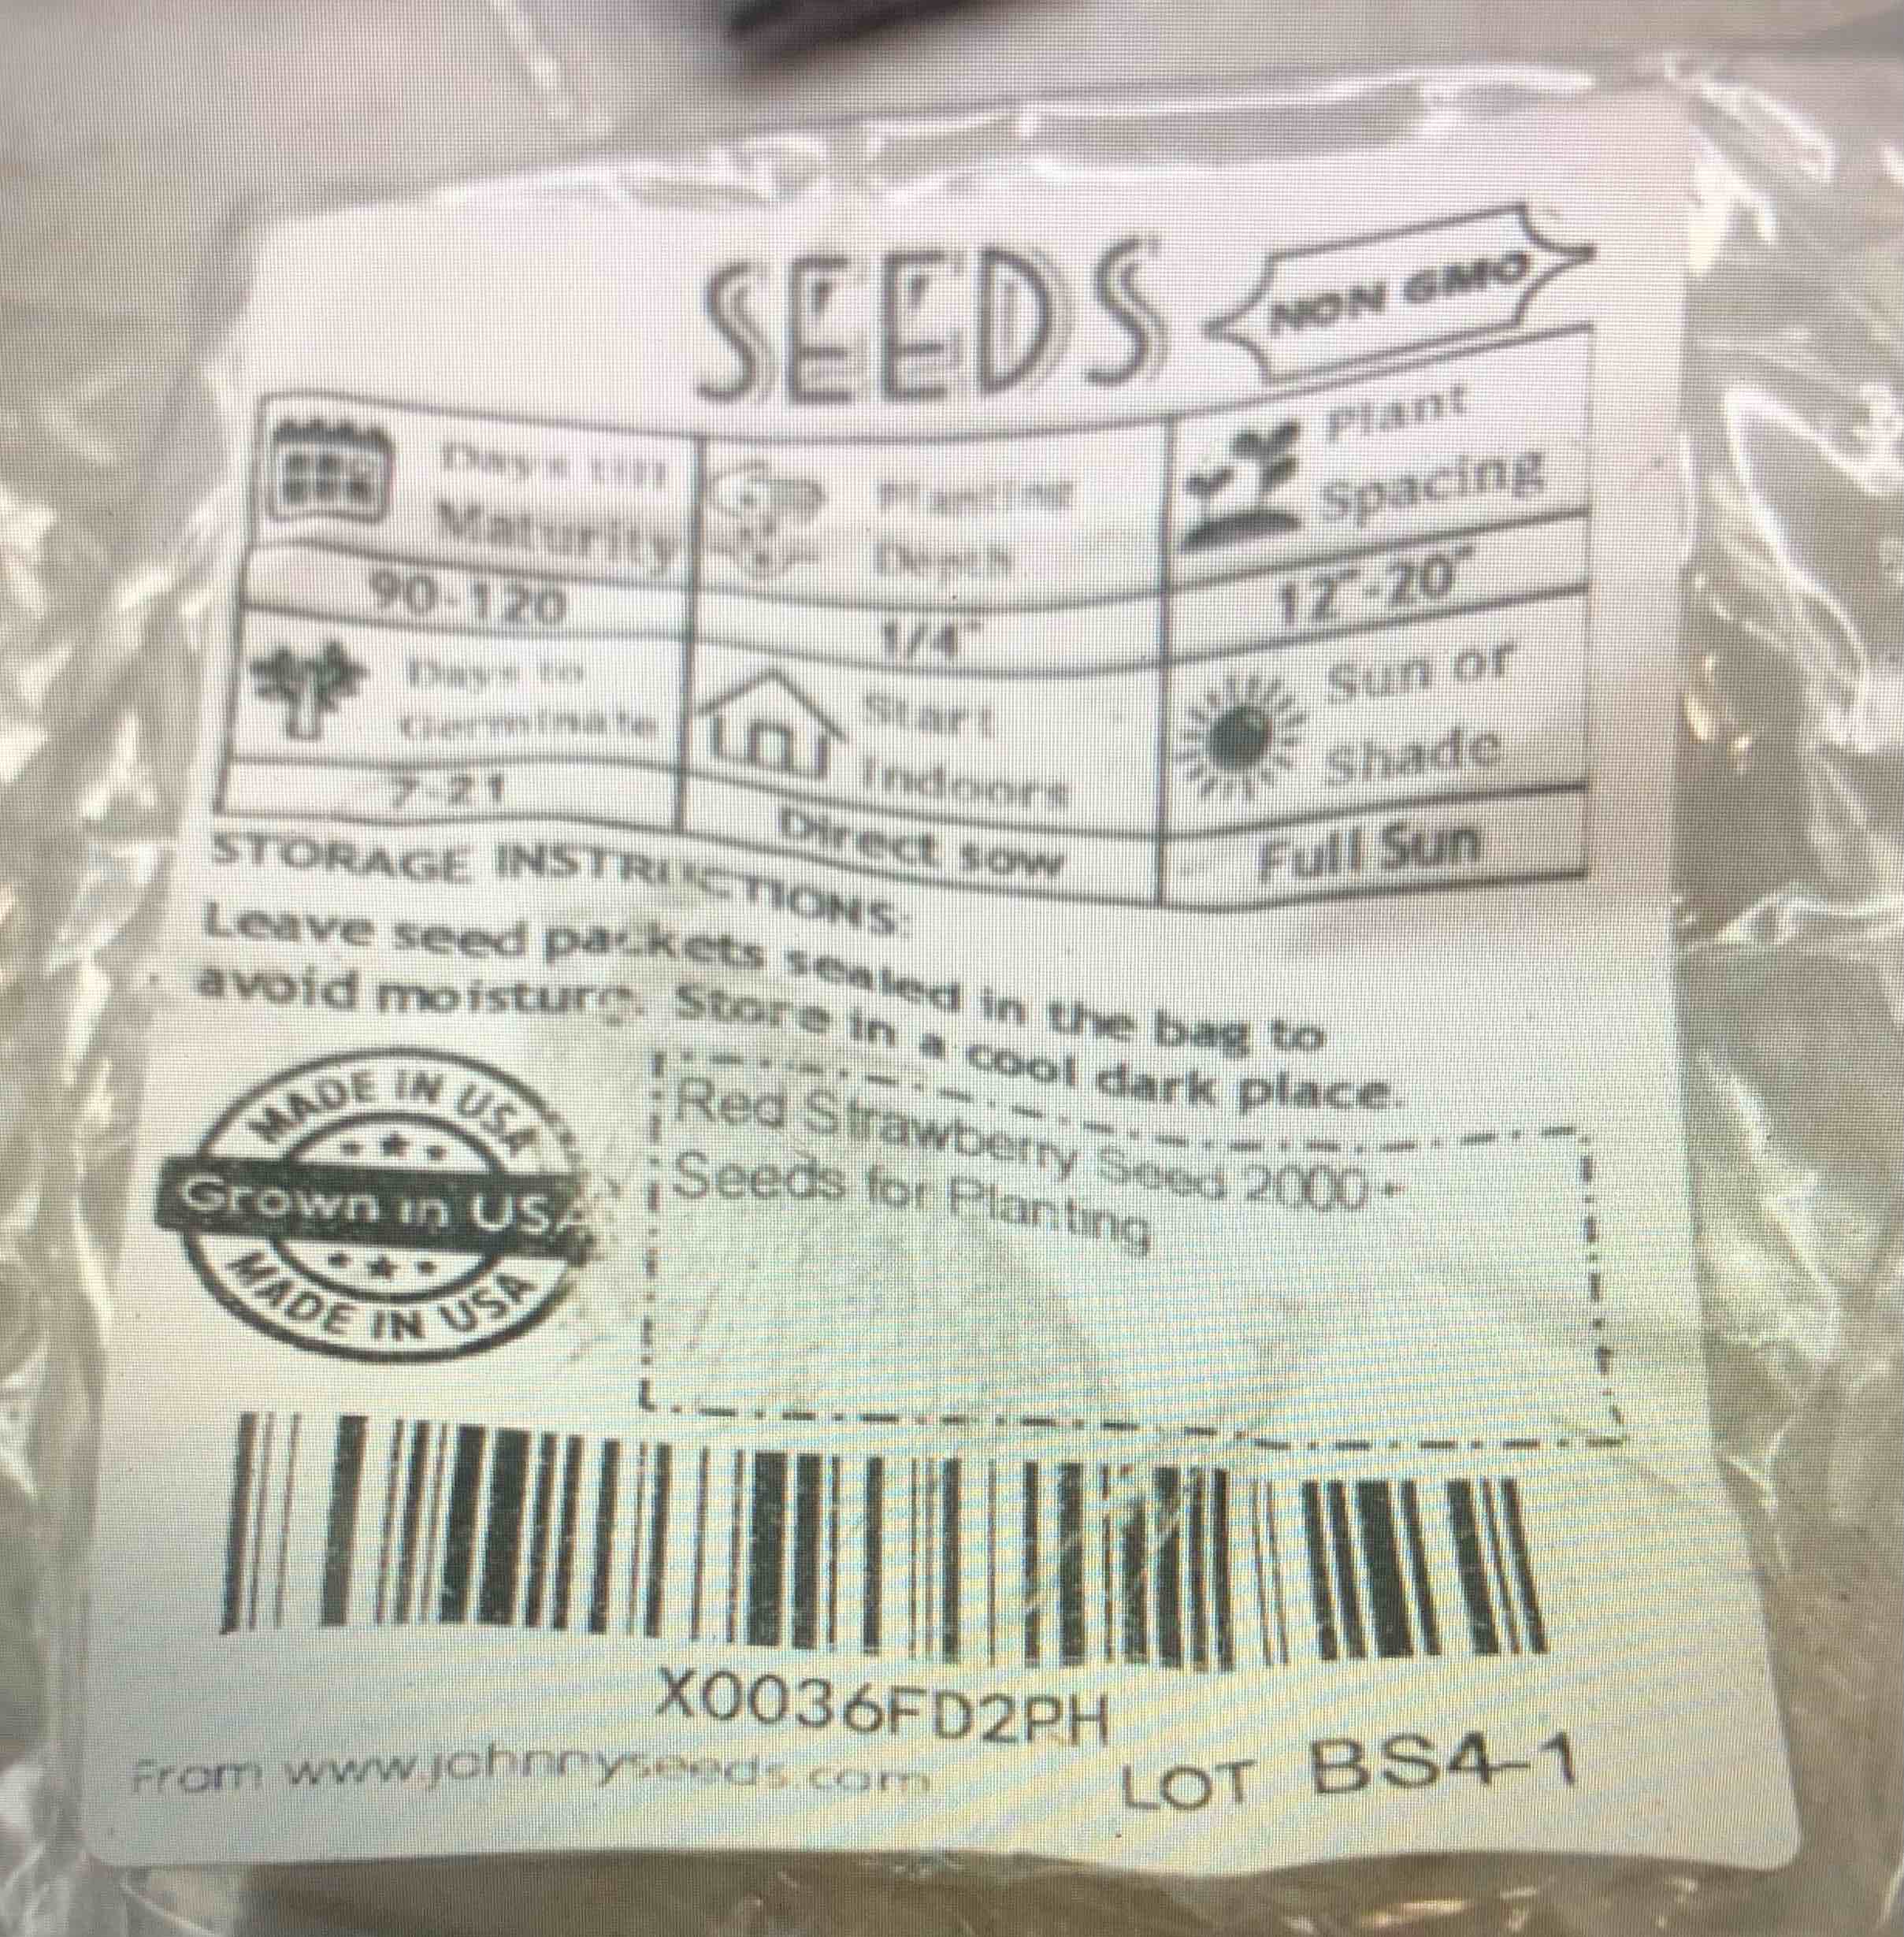 SEEDS
NON GMO
Days till
Maturity
Planting
Depth
Plant
Spacing
90-120
1/4"
12"-20"
Days to
Germinate
Start
Indoors
Sun or
Shade
7-21
Direct sow
Full Sun
STORAGE INSTRUCTIONS:
Leave seed packets sealed in the bag to
avoid moisture. Store in a cool dark place.
MADE IN USA
Grown in USA
MADE IN USA
Red Strawberry Seed 2000+
Seeds for Planting
X0036FD2PH
From www.johnnyseeds.com
LOT BS4-1